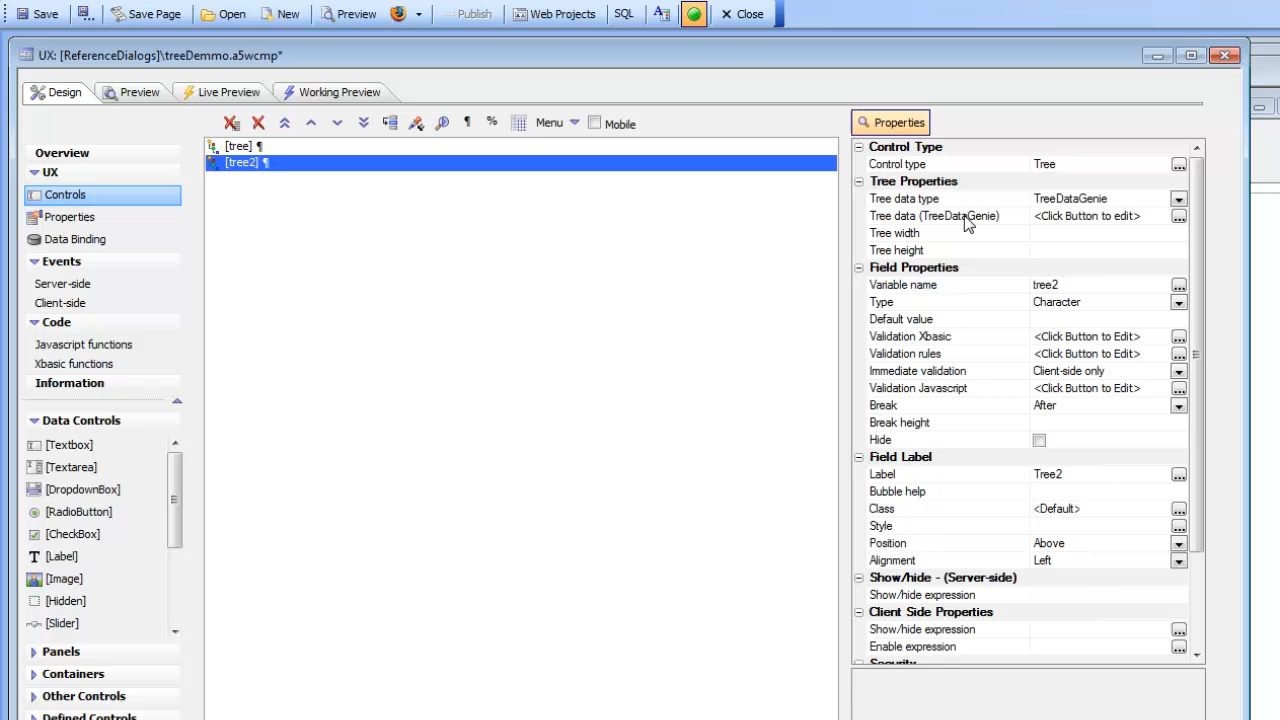 Save Save Page Open New Preview Publish Web Projects SQL A Close
UX: [ReferenceDialogs]\treeDemmo.a5wcmp*
Design Preview Live Preview Working Preview
¶ % Menu Mobile Properties
Overview
UX
Controls
Properties
Data Binding
Events
Server-side
Client-side
Code
Javascript functions
Xbasic functions
Information
Data Controls
[Textbox]
[Textarea]
[DropdownBox]
[RadioButton]
[CheckBox]
T [Label]
[Image]
[Hidden]
[Slider]
Panels
Containers
Other Controls
Defined Controls
[tree] ¶
[tree2] ¶
Control Type
Control type Tree ...
Tree Properties
Tree data type TreeDataGenie
Tree data (TreeDataGenie) <Click Button to edit> ...
Tree width
Tree height
Field Properties
Variable name tree2 ...
Type Character
Default value
Validation Xbasic <Click Button to Edit> ...
Validation rules <Click Button to Edit> ...
Immediate validation Client-side only
Validation Javascript <Click Button to Edit> ...
Break After
Break height
Hide
Field Label
Label Tree2 ...
Bubble help
Class <Default> ...
Style ...
Position Above
Alignment Left
Show/hide - (Server-side)
Show/hide expression
Client Side Properties
Show/hide expression ...
Enable expression ...
Security